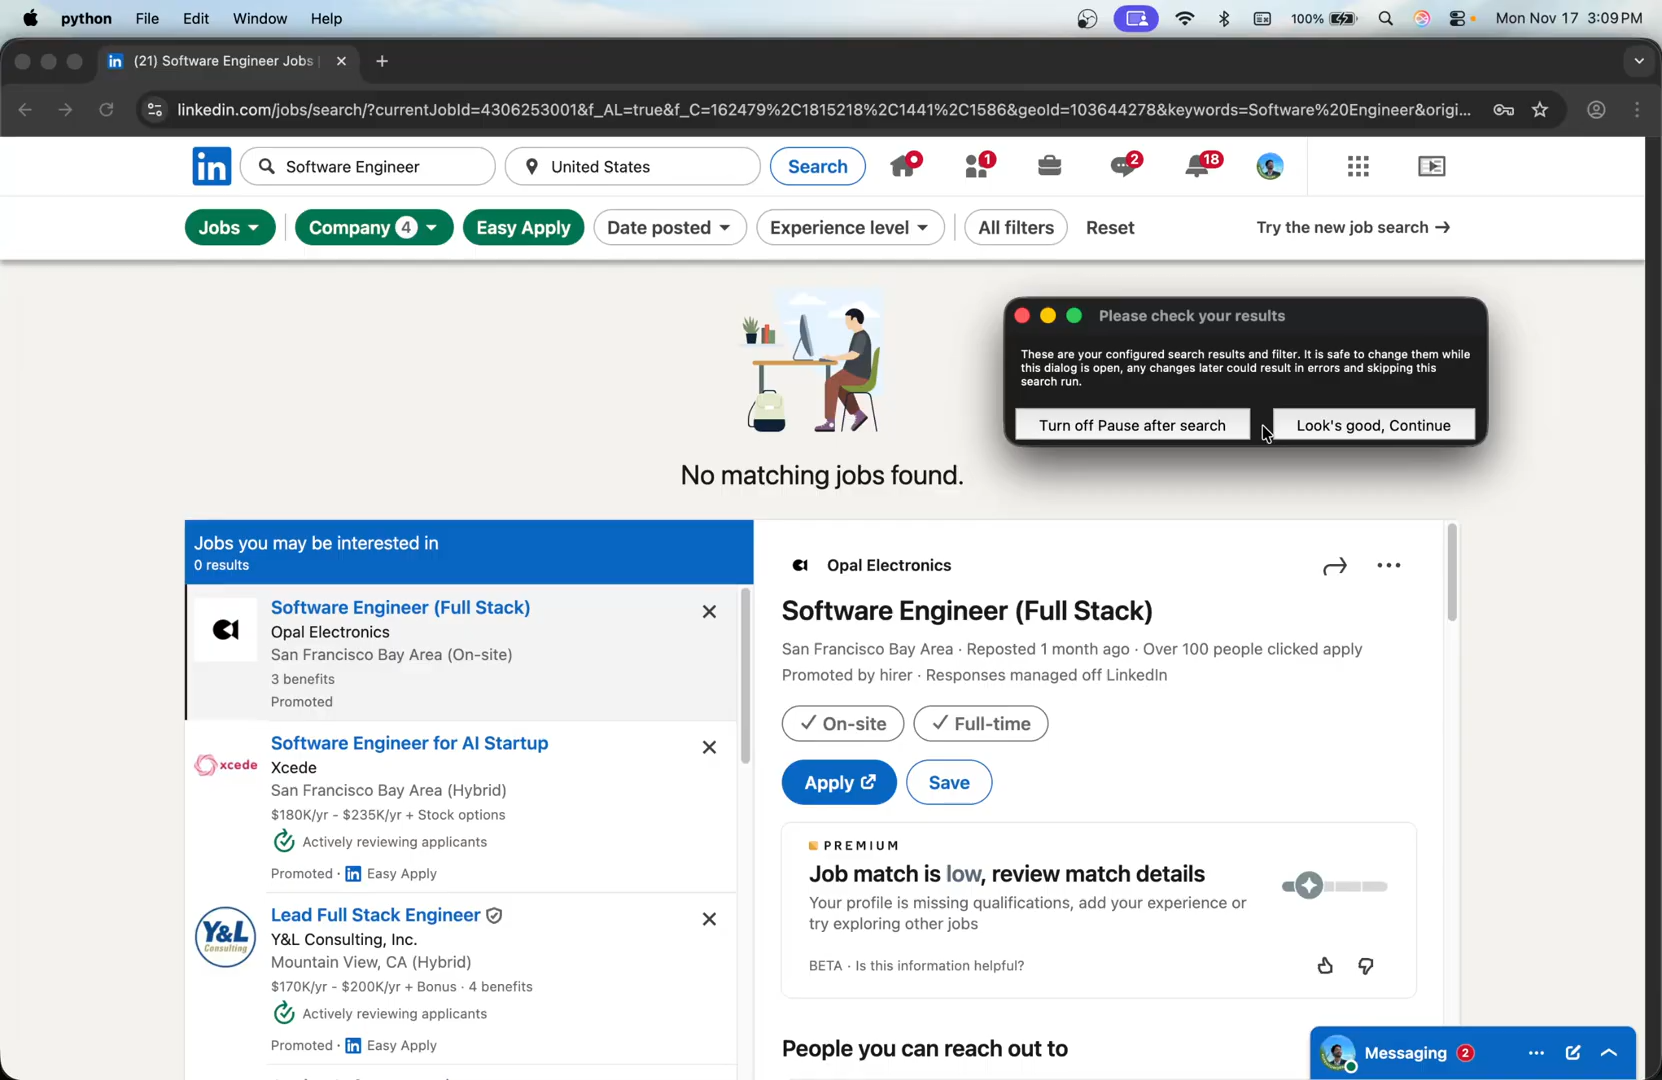 python File Edit Window Help 100% Mon Nov 17 3:09 PM
(21) Software Engineer Jobs
linkedin.com/jobs/search/?currentJobId=4306253001&f_AL=true&f_C=162479%2C1815218%2C1441%2C1586&geoId=103644278&keywords=Software%20Engineer&origi...
in Software Engineer United States Search 1 2 18
Jobs Company 4 Easy Apply Date posted Experience level All filters Reset Try the new job search →
Please check your results
These are your configured search results and filter. It is safe to change them while
this dialog is open, any changes later could result in errors and skipping this
search run.
Turn off Pause after search Look's good, Continue
No matching jobs found.
Jobs you may be interested in
0 results
Software Engineer (Full Stack)
Opal Electronics
San Francisco Bay Area (On-site)
3 benefits
Promoted
xcede
Software Engineer for AI Startup
Xcede
San Francisco Bay Area (Hybrid)
$180K/yr - $235K/yr + Stock options
Actively reviewing applicants
Promoted · in Easy Apply
Y&L
Consulting
Lead Full Stack Engineer
Y&L Consulting, Inc.
Mountain View, CA (Hybrid)
$170K/yr - $200K/yr + Bonus · 4 benefits
Actively reviewing applicants
Promoted · in Easy Apply
Opal Electronics
Software Engineer (Full Stack)
San Francisco Bay Area · Reposted 1 month ago · Over 100 people clicked apply
Promoted by hirer · Responses managed off LinkedIn
On-site Full-time
Apply Save
PREMIUM
Job match is low, review match details
Your profile is missing qualifications, add your experience or
try exploring other jobs
BETA · Is this information helpful?
People you can reach out to
Messaging 2